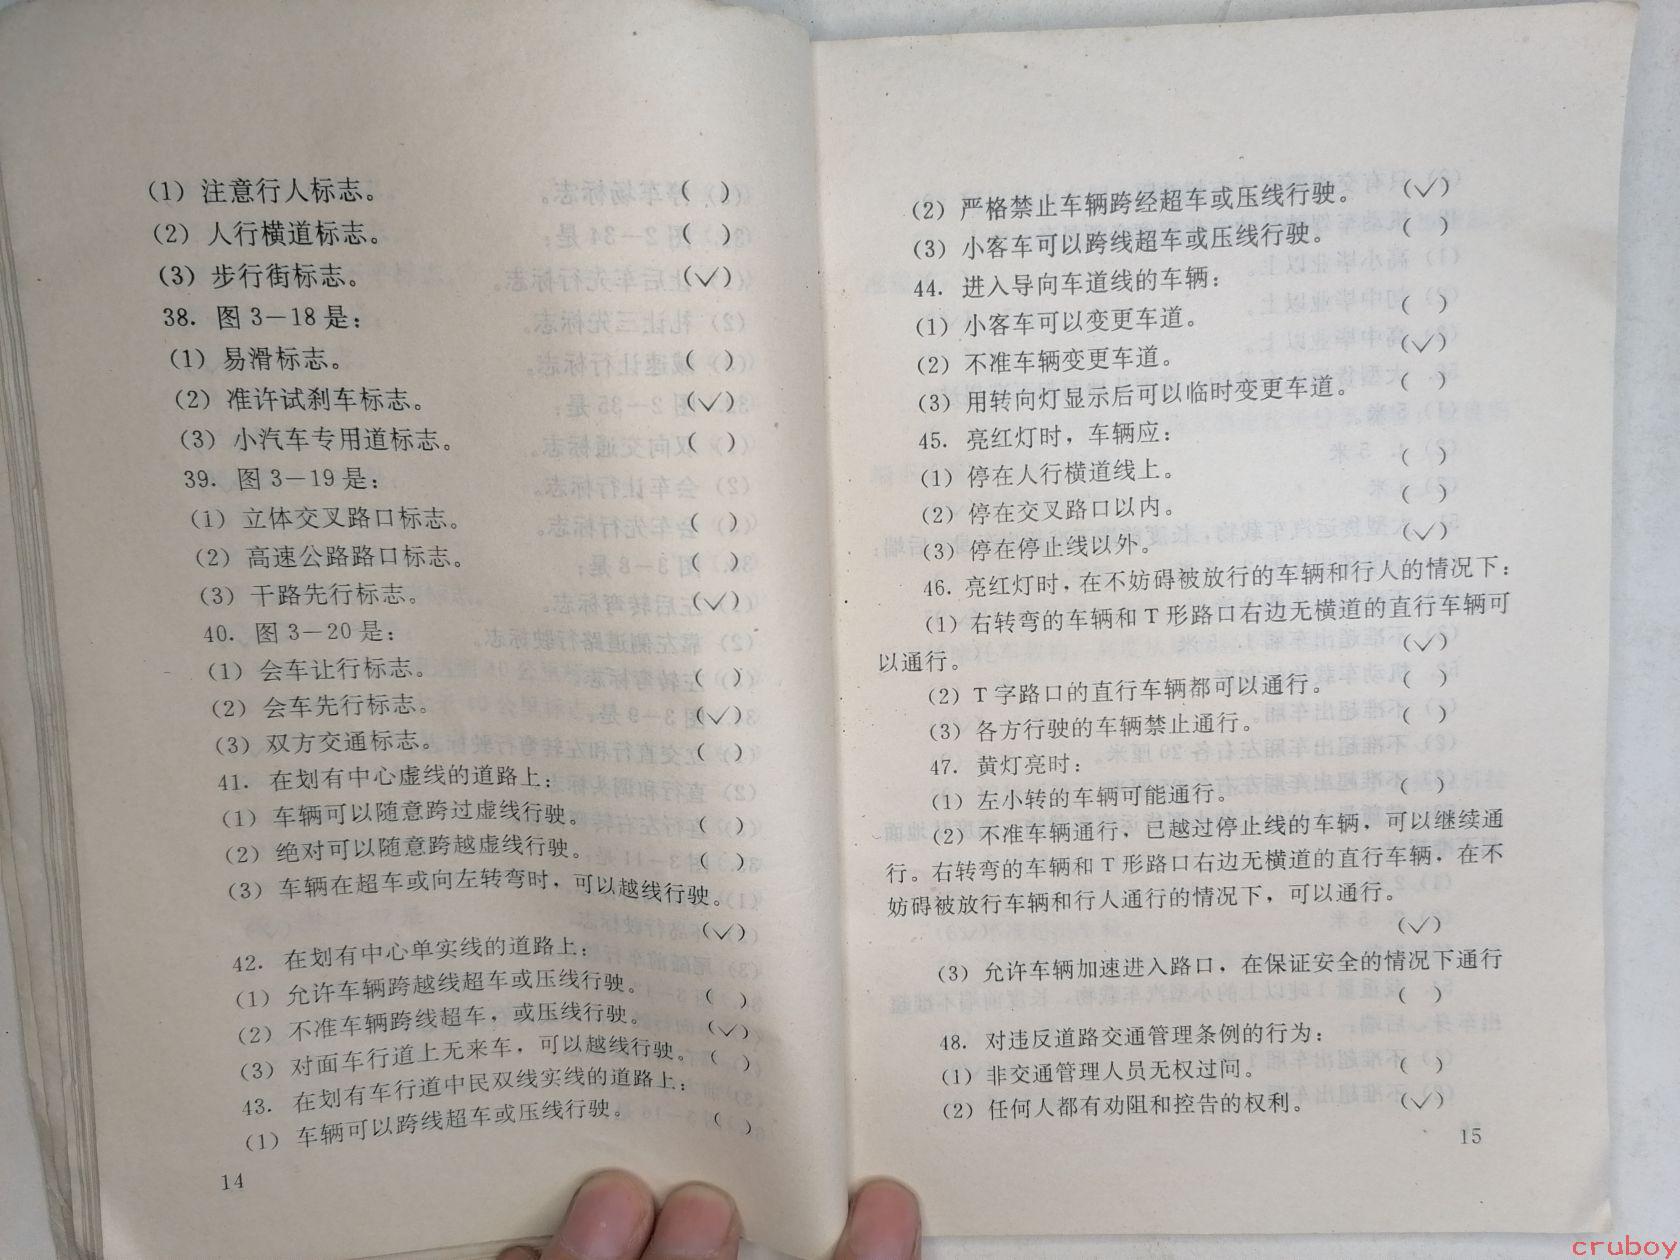 (1) 注意行人标志。 ( )
(2) 人行横道标志。 ( )
(3) 步行街标志。 (√)
38. 图3—18是：
(1) 易滑标志。 ( )
(2) 准许试刹车标志。 (√)
(3) 小汽车专用道标志。 ( )
39. 图3—19是：
(1) 立体交叉路口标志。 ( )
(2) 高速公路路口标志。 ( )
(3) 干路先行标志。 (√)
40. 图3—20是：
(1) 会车让行标志。 ( )
(2) 会车先行标志。 (√)
(3) 双方交通标志。 ( )
41. 在划有中心虚线的道路上：
(1) 车辆可以随意跨过虚线行驶。 ( )
(2) 绝对可以随意跨越虚线行驶。 ( )
(3) 车辆在超车或向左转弯时，可以越线行驶。
(√)
42. 在划有中心单实线的道路上：
(1) 允许车辆跨越线超车或压线行驶。 ( )
(2) 不准车辆跨线超车，或压线行驶。 (√)
(3) 对面车行道上无来车，可以越线行驶。 ( )
43. 在划有车行道中民双线实线的道路上：
(1) 车辆可以跨线超车或压线行驶。 ( )
14
(2) 严格禁止车辆跨经超车或压线行驶。 (√)
(3) 小客车可以跨线超车或压线行驶。 ( )
44. 进入导向车道线的车辆：
(1) 小客车可以变更车道。 ( )
(2) 不准车辆变更车道。 (√)
(3) 用转向灯显示后可以临时变更车道。 ( )
45. 亮红灯时，车辆应：
(1) 停在人行横道线上。 ( )
(2) 停在交叉路口以内。 ( )
(3) 停在停止线以外。 (√)
46. 亮红灯时，在不妨碍被放行的车辆和行人的情况下：
(1) 右转弯的车辆和T形路口右边无横道的直行车辆可
以通行。 (√)
(2) T字路口的直行车辆都可以通行。 ( )
(3) 各方行驶的车辆禁止通行。 ( )
47. 黄灯亮时：
(1) 左小转的车辆可能通行。 ( )
(2) 不准车辆通行，已越过停止线的车辆，可以继续通
行。右转弯的车辆和T形路口右边无横道的直行车辆，在不
妨碍被放行车辆和行人通行的情况下，可以通行。
(√)
(3) 允许车辆加速进入路口，在保证安全的情况下通行
( )
48. 对违反道路交通管理条例的行为：
(1) 非交通管理人员无权过问。 ( )
(2) 任何人都有劝阻和控告的权利。 (√)
15
cruboy